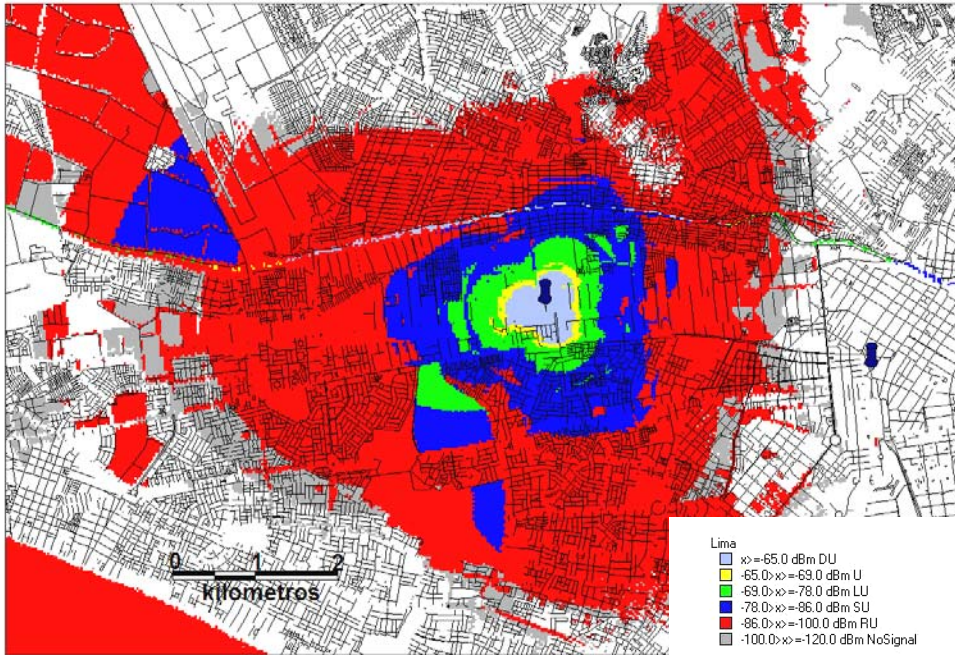 0 1 2
kilometros
Lima
x>=-65.0 dBm DU
-65.0>x>=-69.0 dBm U
-69.0>x>=-78.0 dBm LU
-78.0>x>=-86.0 dBm SU
-86.0>x>=-100.0 dBm RU
-100.0>x>=-120.0 dBm NoSignal